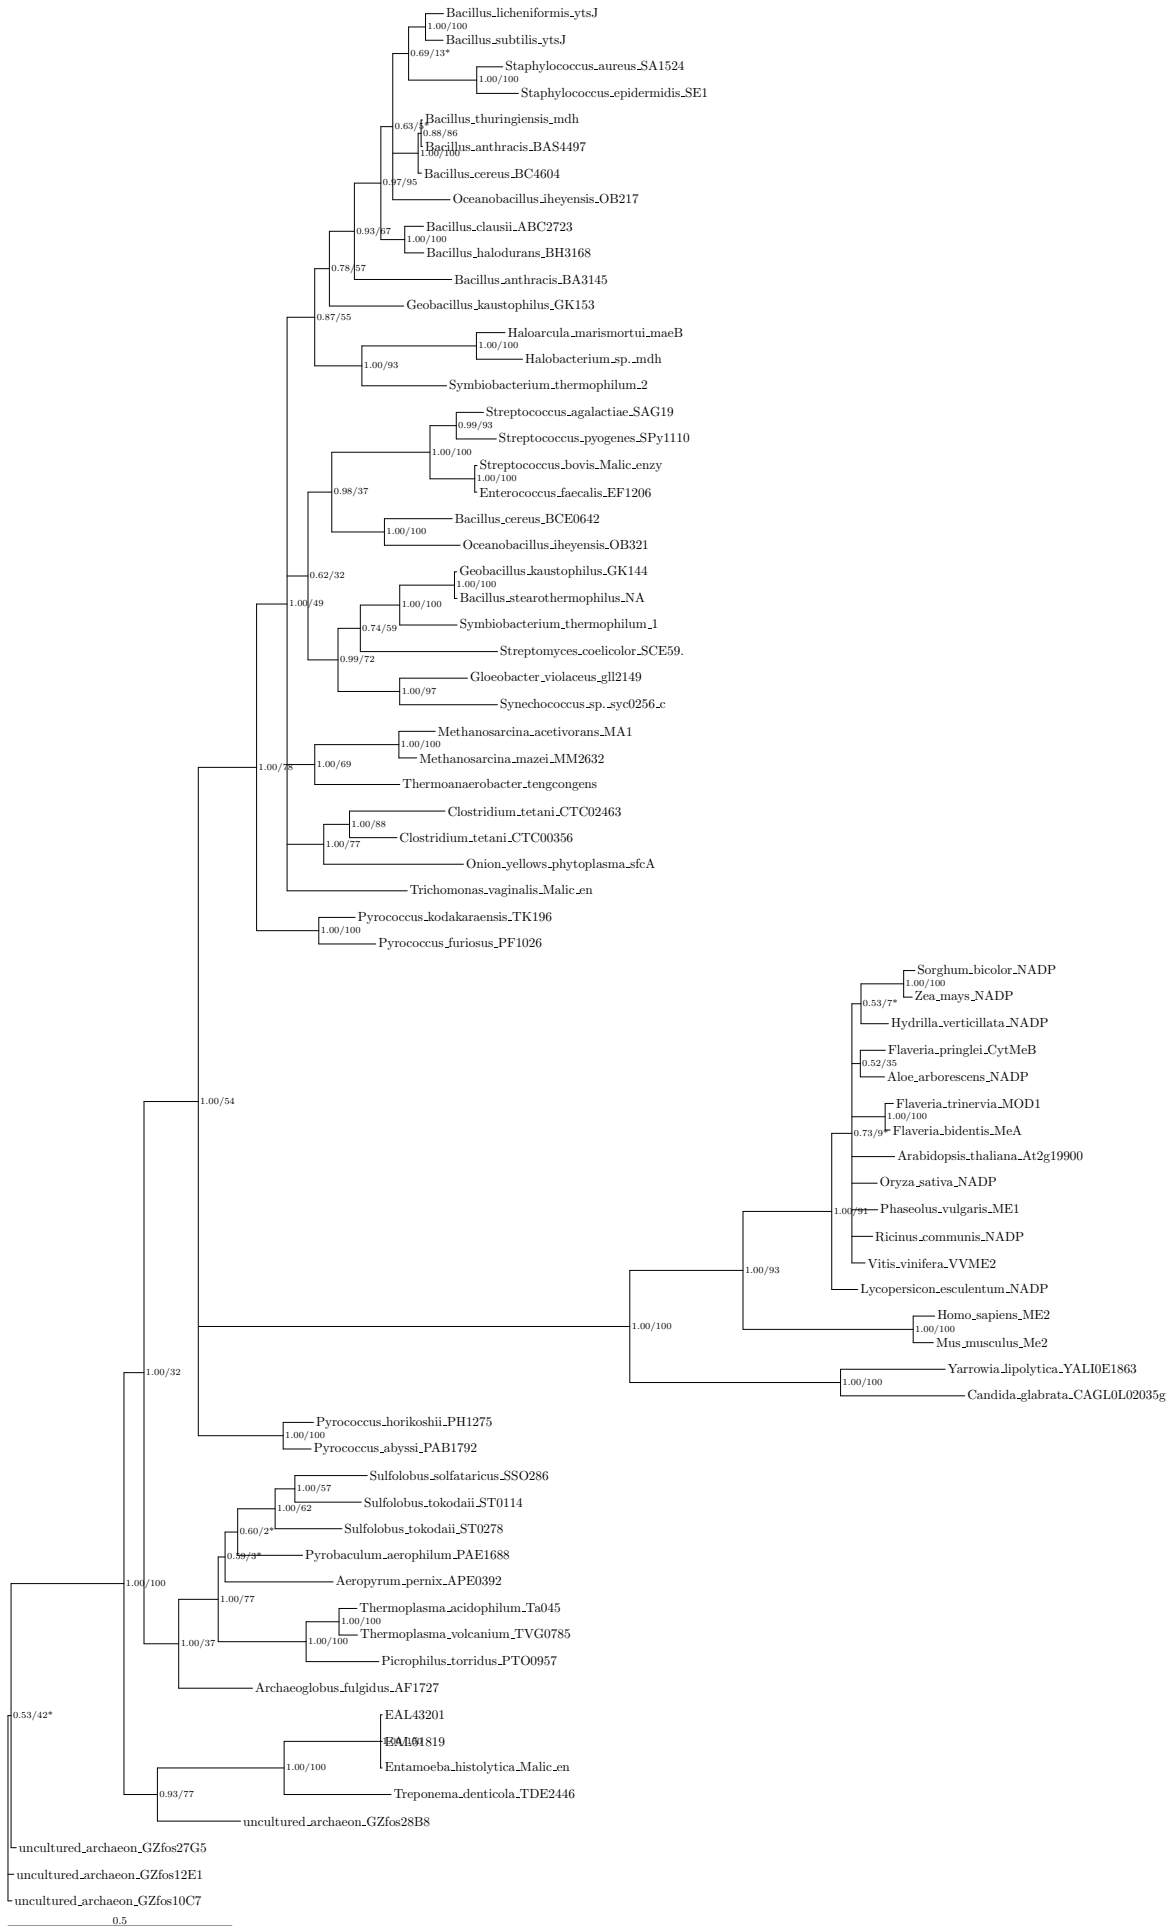 Bacillus_licheniformis_ytsJ
1.00/100
Bacillus_subtilis_ytsJ
0.69/13*
Staphylococcus_aureus_SA1524
1.00/100
Staphylococcus_epidermidis_SE1
Bacillus_thuringiensis_mdh
0.63/5*
0.88/86
Bacillus_anthracis_BAS4497
1.00/100
Bacillus_cereus_BC4604
0.97/95
Oceanobacillus_iheyensis_OB217
Bacillus_clausii_ABC2723
0.93/67
1.00/100
Bacillus_halodurans_BH3168
0.78/57
Bacillus_anthracis_BA3145
Geobacillus_kaustophilus_GK153
0.87/55
Haloarcula_marismortui_maeB
1.00/100
Halobacterium_sp._mdh
1.00/93
Symbiobacterium_thermophilum_2
Streptococcus_agalactiae_SAG19
0.99/93
Streptococcus_pyogenes_SPy1110
1.00/100
Streptococcus_bovis_Malic_enzy
1.00/100
Enterococcus_faecalis_EF1206
0.98/37
Bacillus_cereus_BCE0642
1.00/100
Oceanobacillus_iheyensis_OB321
Geobacillus_kaustophilus_GK144
0.62/32
1.00/100
Bacillus_stearothermophilus_NA
1.00/49
1.00/100
Symbiobacterium_thermophilum_1
0.74/59
Streptomyces_coelicolor_SCE59.
0.99/72
Gloeobacter_violaceus_gll2149
1.00/97
Synechococcus_sp._syc0256_c
Methanosarcina_acetivorans_MA1
1.00/100
Methanosarcina_mazei_MM2632
1.00/78
1.00/69
Thermoanaerobacter_tengcongens
Clostridium_tetani_CTC02463
1.00/88
Clostridium_tetani_CTC00356
1.00/77
Onion_yellows_phytoplasma_sfcA
Trichomonas_vaginalis_Malic_en
Pyrococcus_kodakaraensis_TK196
1.00/100
Pyrococcus_furiosus_PF1026
Sorghum_bicolor_NADP
1.00/100
Zea_mays_NADP
0.53/7*
Hydrilla_verticillata_NADP
Flaveria_pringlei_CytMeB
0.52/35
Aloe_arborescens_NADP
1.00/54
Flaveria_trinervia_MOD1
1.00/100
Flaveria_bidentis_MeA
0.73/9*
Arabidopsis_thaliana_At2g19900
Oryza_sativa_NADP
Phaseolus_vulgaris_ME1
1.00/91
Ricinus_communis_NADP
Vitis_vinifera_VVME2
1.00/93
Lycopersicon_esculentum_NADP
Homo_sapiens_ME2
1.00/100
1.00/100
Mus_musculus_Me2
Yarrowia_lipolytica_YALI0E1863
1.00/32
1.00/100
Candida_glabrata_CAGL0L02035g
Pyrococcus_horikoshii_PH1275
1.00/100
Pyrococcus_abyssi_PAB1792
Sulfolobus_solfataricus_SSO286
1.00/57
Sulfolobus_tokodaii_ST0114
1.00/62
Sulfolobus_tokodaii_ST0278
0.60/2*
Pyrobaculum_aerophilum_PAE1688
0.59/3*
Aeropyrum_pernix_APE0392
1.00/100
1.00/77
Thermoplasma_acidophilum_Ta045
1.00/100
Thermoplasma_volcanium_TVG0785
1.00/100
1.00/37
Picrophilus_torridus_PTO0957
Archaeoglobus_fulgidus_AF1727
EAL43201
0.53/42*
EAL51819
Entamoeba_histolytica_Malic_en
1.00/100
Treponema_denticola_TDE2446
0.93/77
uncultured_archaeon_GZfos28B8
uncultured_archaeon_GZfos27G5
uncultured_archaeon_GZfos12E1
uncultured_archaeon_GZfos10C7
0.5